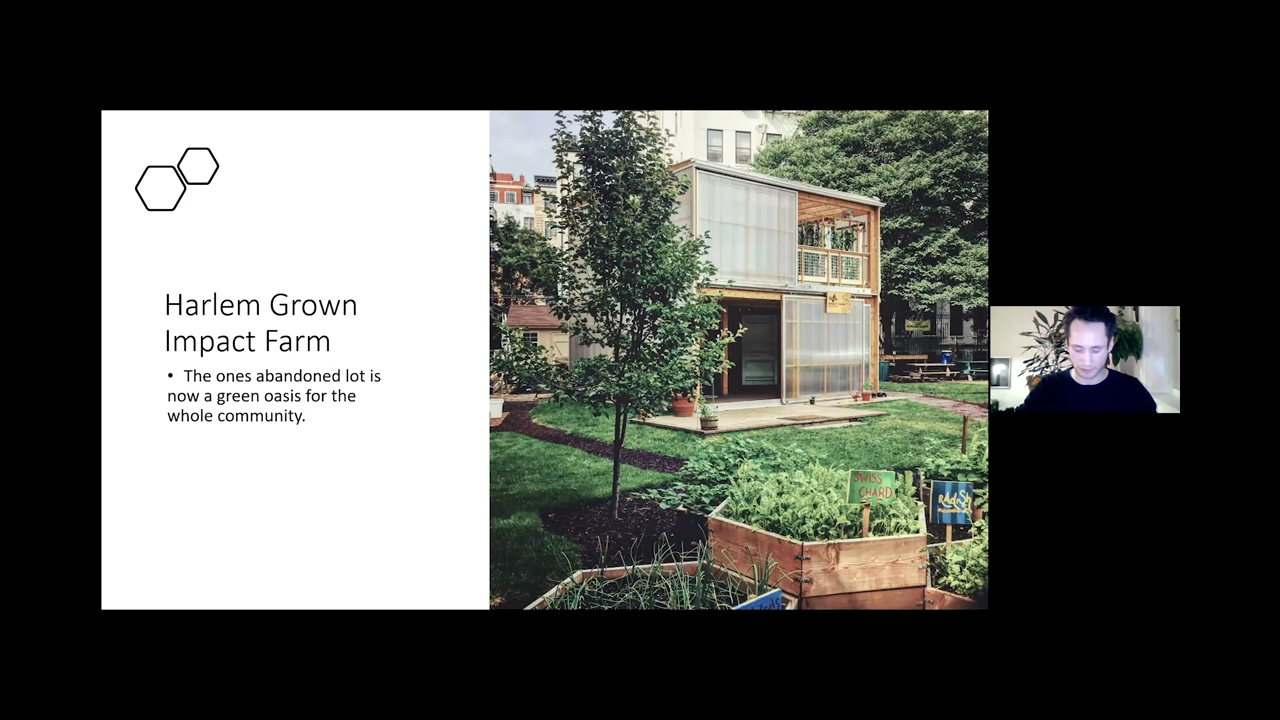 Harlem Grown
Impact Farm
• The ones abandoned lot is
now a green oasis for the
whole community.
SWISS
CHARD
RAdiSh